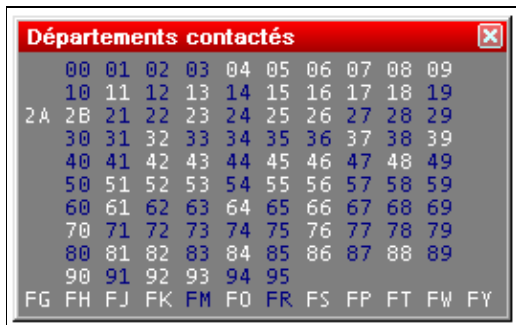 Départements contactés
00 01 02 03 04 05 06 07 08 09
10 11 12 13 14 15 16 17 18 19
2A 2B 21 22 23 24 25 26 27 28 29
30 31 32 33 34 35 36 37 38 39
40 41 42 43 44 45 46 47 48 49
50 51 52 53 54 55 56 57 58 59
60 61 62 63 64 65 66 67 68 69
70 71 72 73 74 75 76 77 78 79
80 81 82 83 84 85 86 87 88 89
90 91 92 93 94 95
FG FH FJ FK FM FO FR FS FP FT FW FY